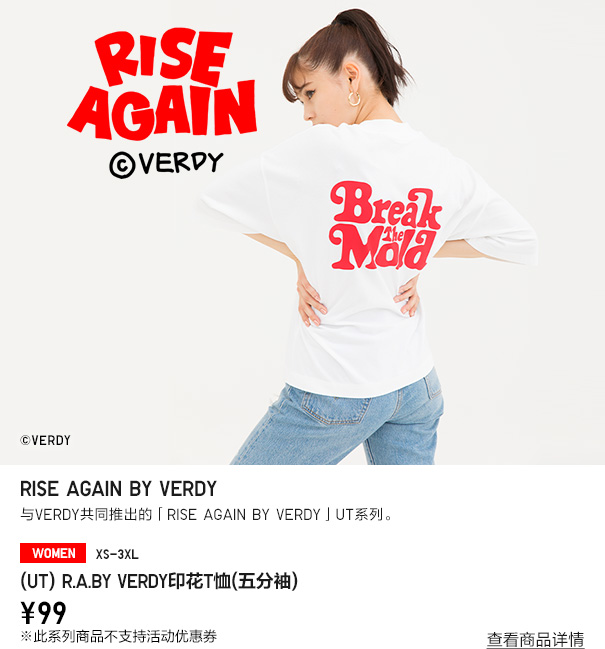 RISE
AGAIN
©VERDY
Break
The
Mold
©VERDY
RISE AGAIN BY VERDY
与VERDY共同推出的「RISE AGAIN BY VERDY」UT系列。
WOMEN XS-3XL
(UT) R.A.BY VERDY印花T恤(五分袖)
¥99
※此系列商品不支持活动优惠券
查看商品详情